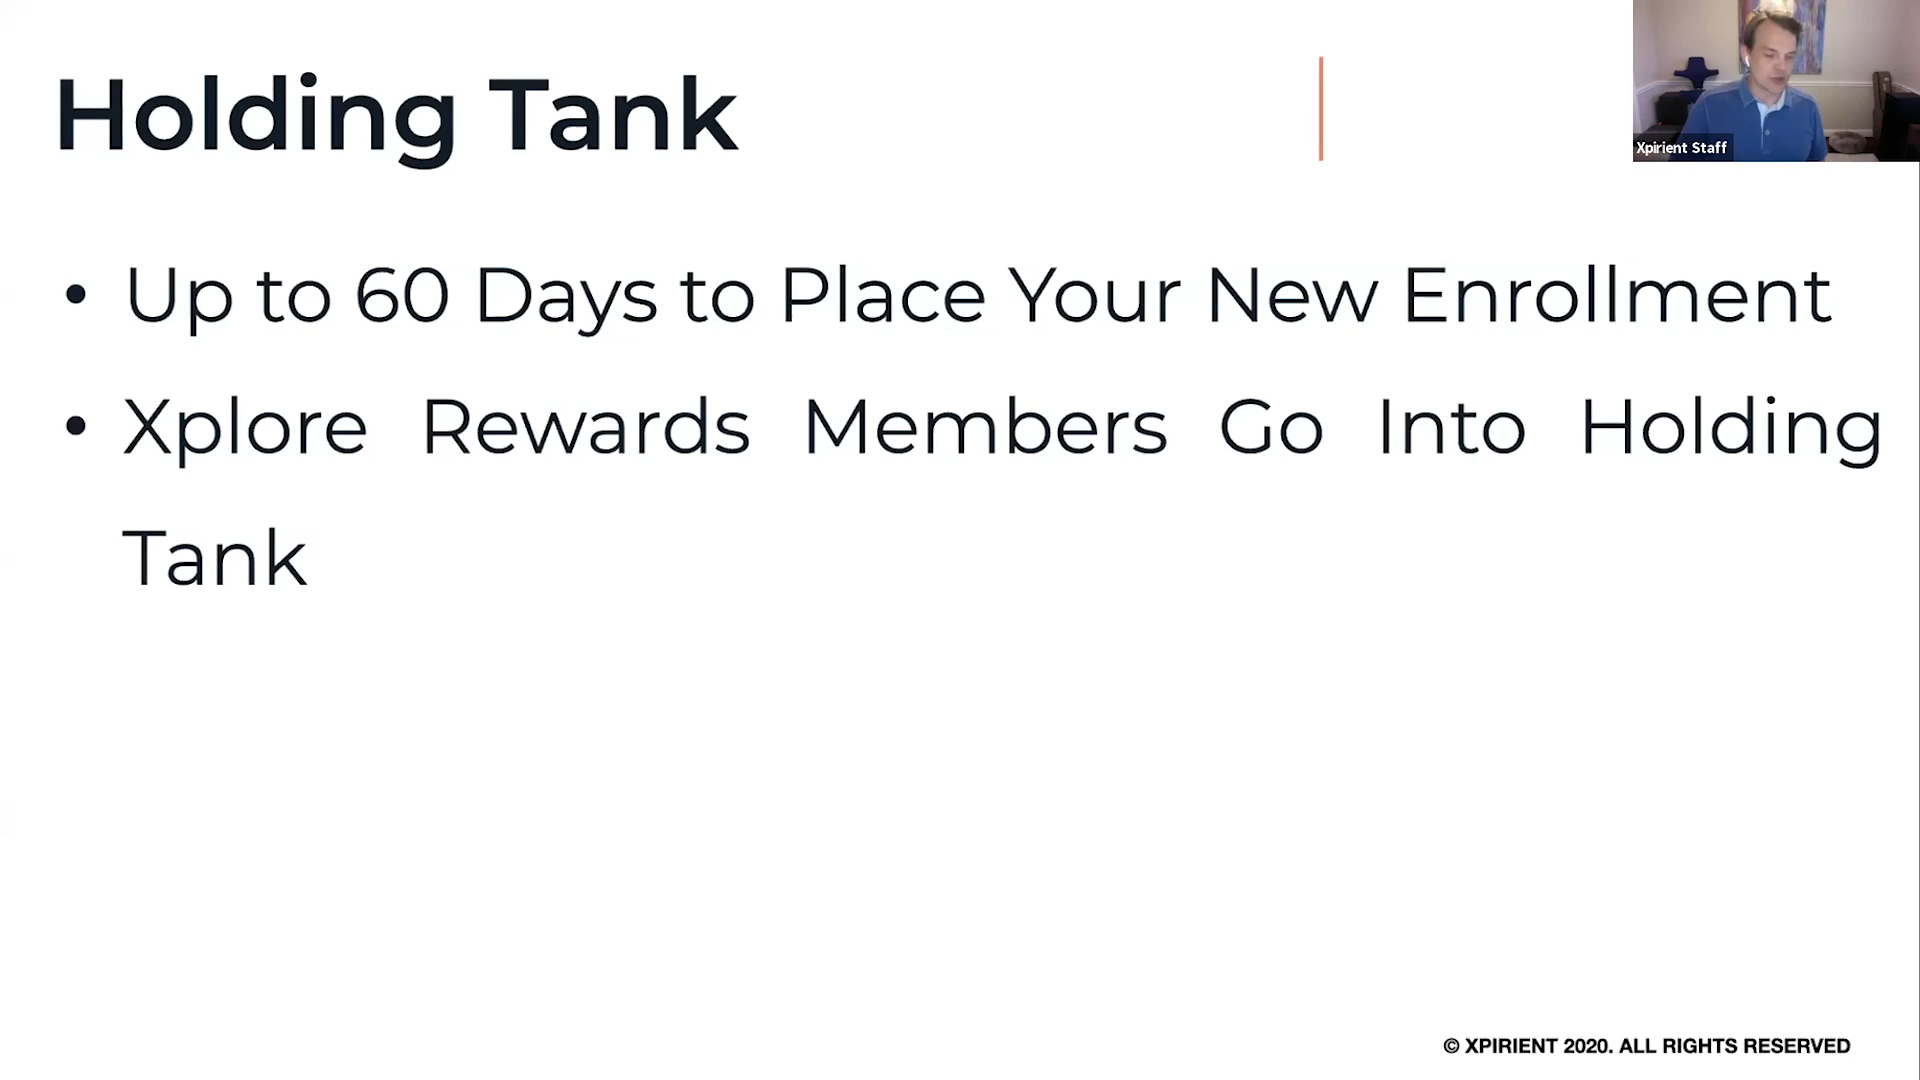 Holding Tank
Xpirient Staff
• Up to 60 Days to Place Your New Enrollment
• Xplore Rewards Members Go Into Holding
Tank
© XPIRIENT 2020. ALL RIGHTS RESERVED